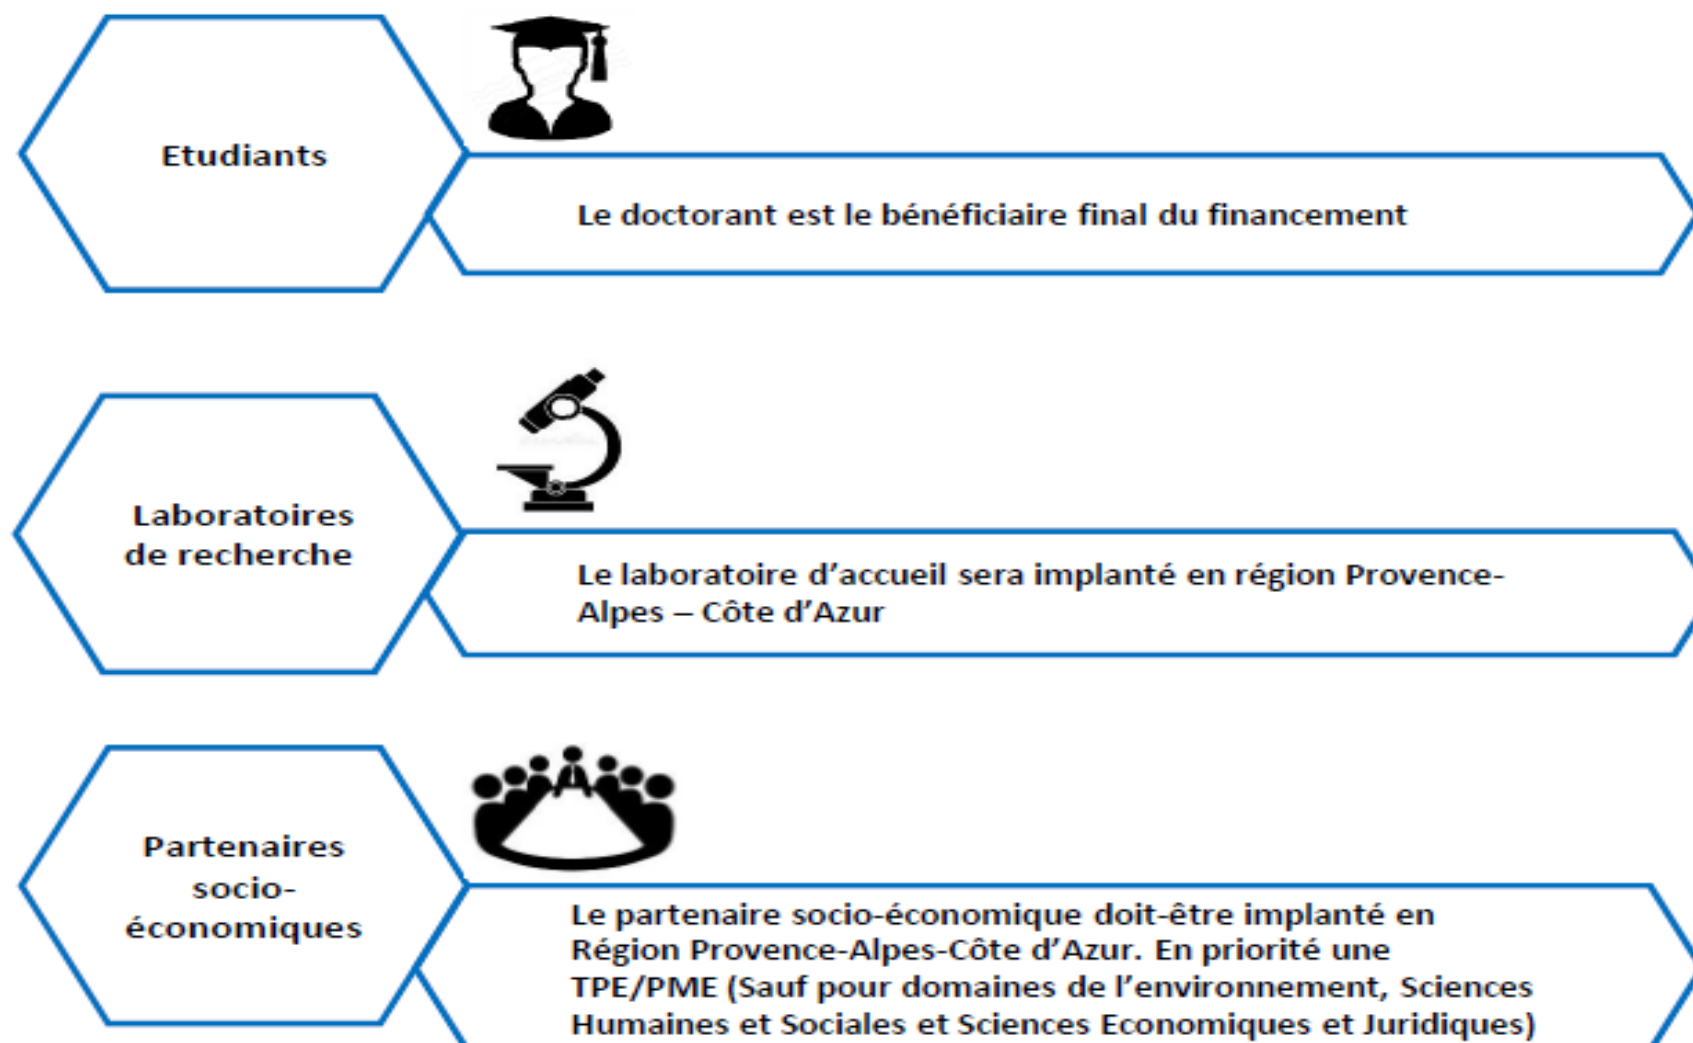 Etudiants
Le doctorant est le bénéficiaire final du financement
Laboratoires
de recherche
Le laboratoire d’accueil sera implanté en région Provence-
Alpes – Côte d’Azur
Partenaires
socio-
économiques
Le partenaire socio-économique doit-être implanté en
Région Provence-Alpes-Côte d’Azur. En priorité une
TPE/PME (Sauf pour domaines de l’environnement, Sciences
Humaines et Sociales et Sciences Economiques et Juridiques)